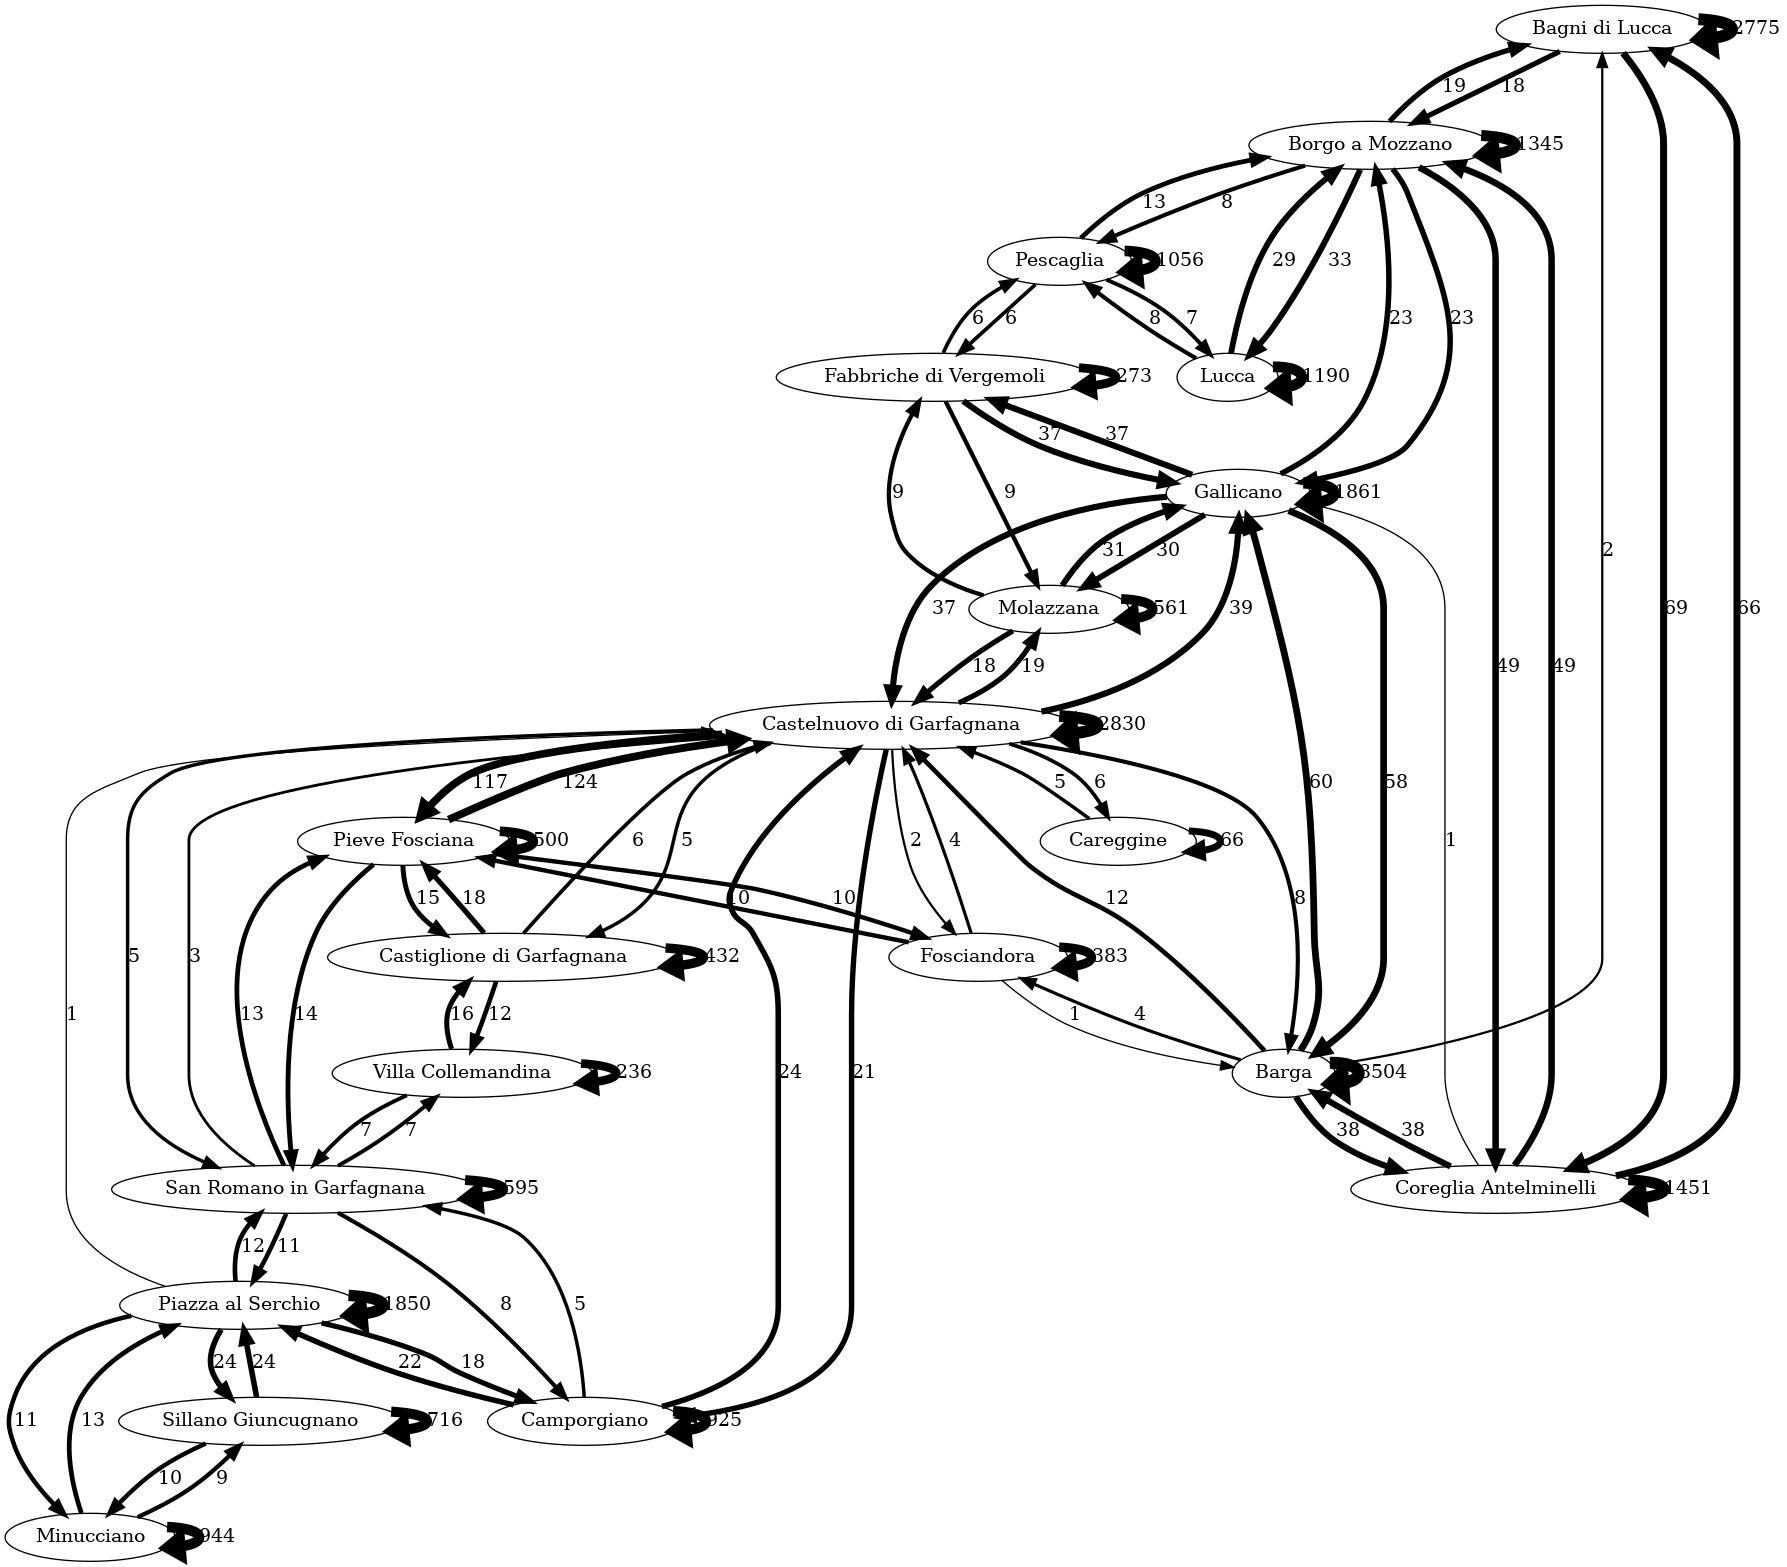 Bagni di Lucca 2775
19 18
Borgo a Mozzano 1345
13 8
Pescaglia 1056
29 33
6 6 8 7 23 23
Fabbriche di Vergemoli 273
Lucca 1190
37 37
9 9
Gallicano 1861
31 30 2
37 39 69 66
Molazzana 561
49 49
18 19
Castelnuovo di Garfagnana 2830
117 124 5 6 60 58
Pieve Fosciana 500
6 5 2 4
Careggine 66
1
15 18 10 10 12 8
5 3
Castiglione di Garfagnana 432
Fosciandora 383
1 13 14 16 12 1 4
Villa Collemandina 236
24 21
Barga 3504
7 7 38 38
San Romano in Garfagnana 595
Coreglia Antelminelli 1451
12 11
Piazza al Serchio 1850
8 5
24 24 22 18
11 13
Sillano Giuncugnano 716
Camporgiano 925
10 9
Minucciano 944